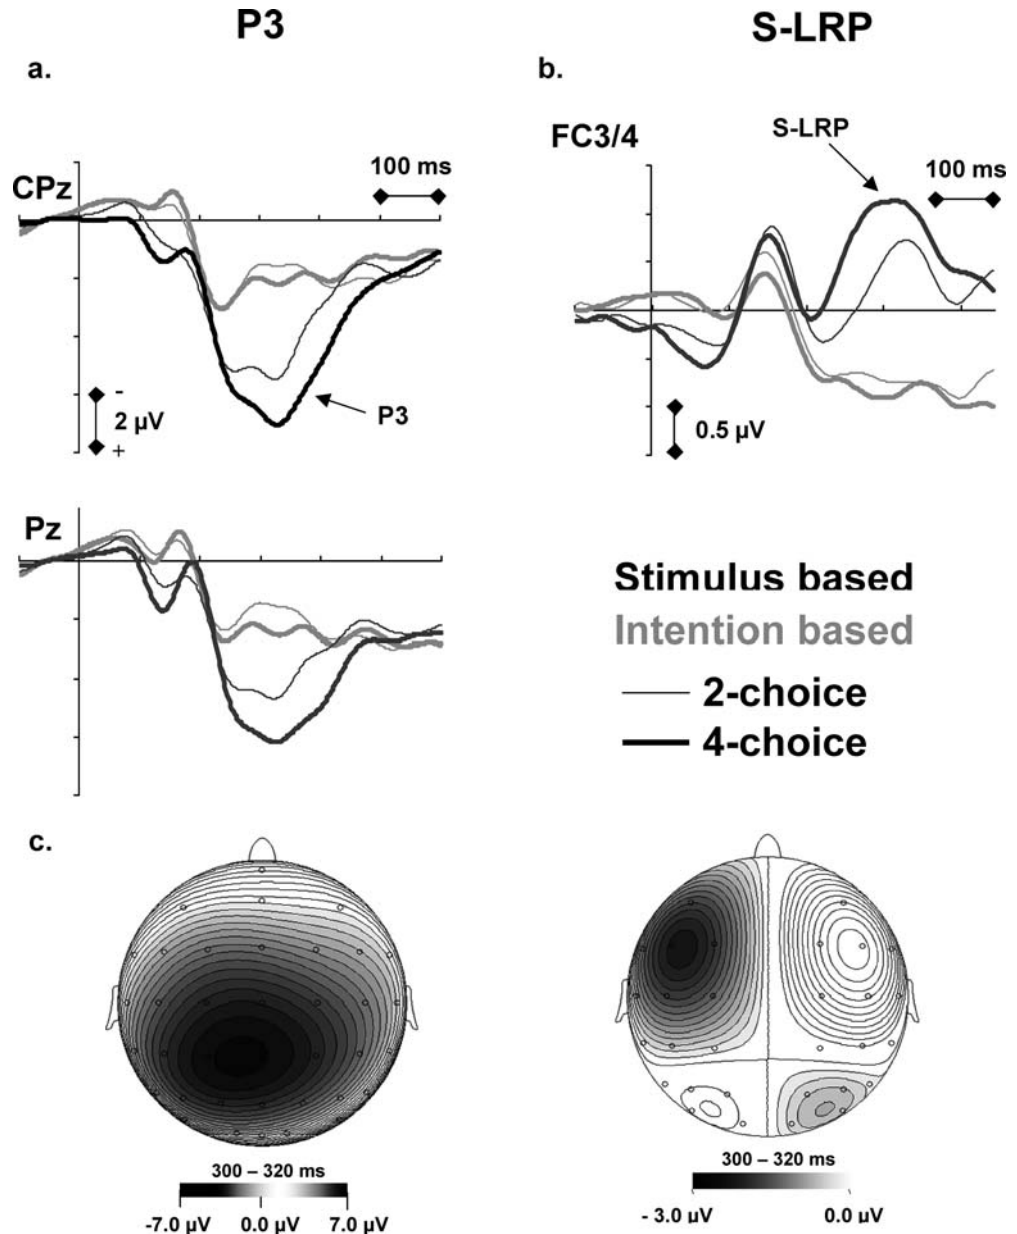 P3
S-LRP
a.
b.
CPz
100 ms
-
2 µV
+
P3
FC3/4
S-LRP
100 ms
0.5 µV
Pz
Stimulus based
Intention based
2-choice
4-choice
c.
300 – 320 ms
-7.0 µV 0.0 µV 7.0 µV
300 – 320 ms
- 3.0 µV 0.0 µV